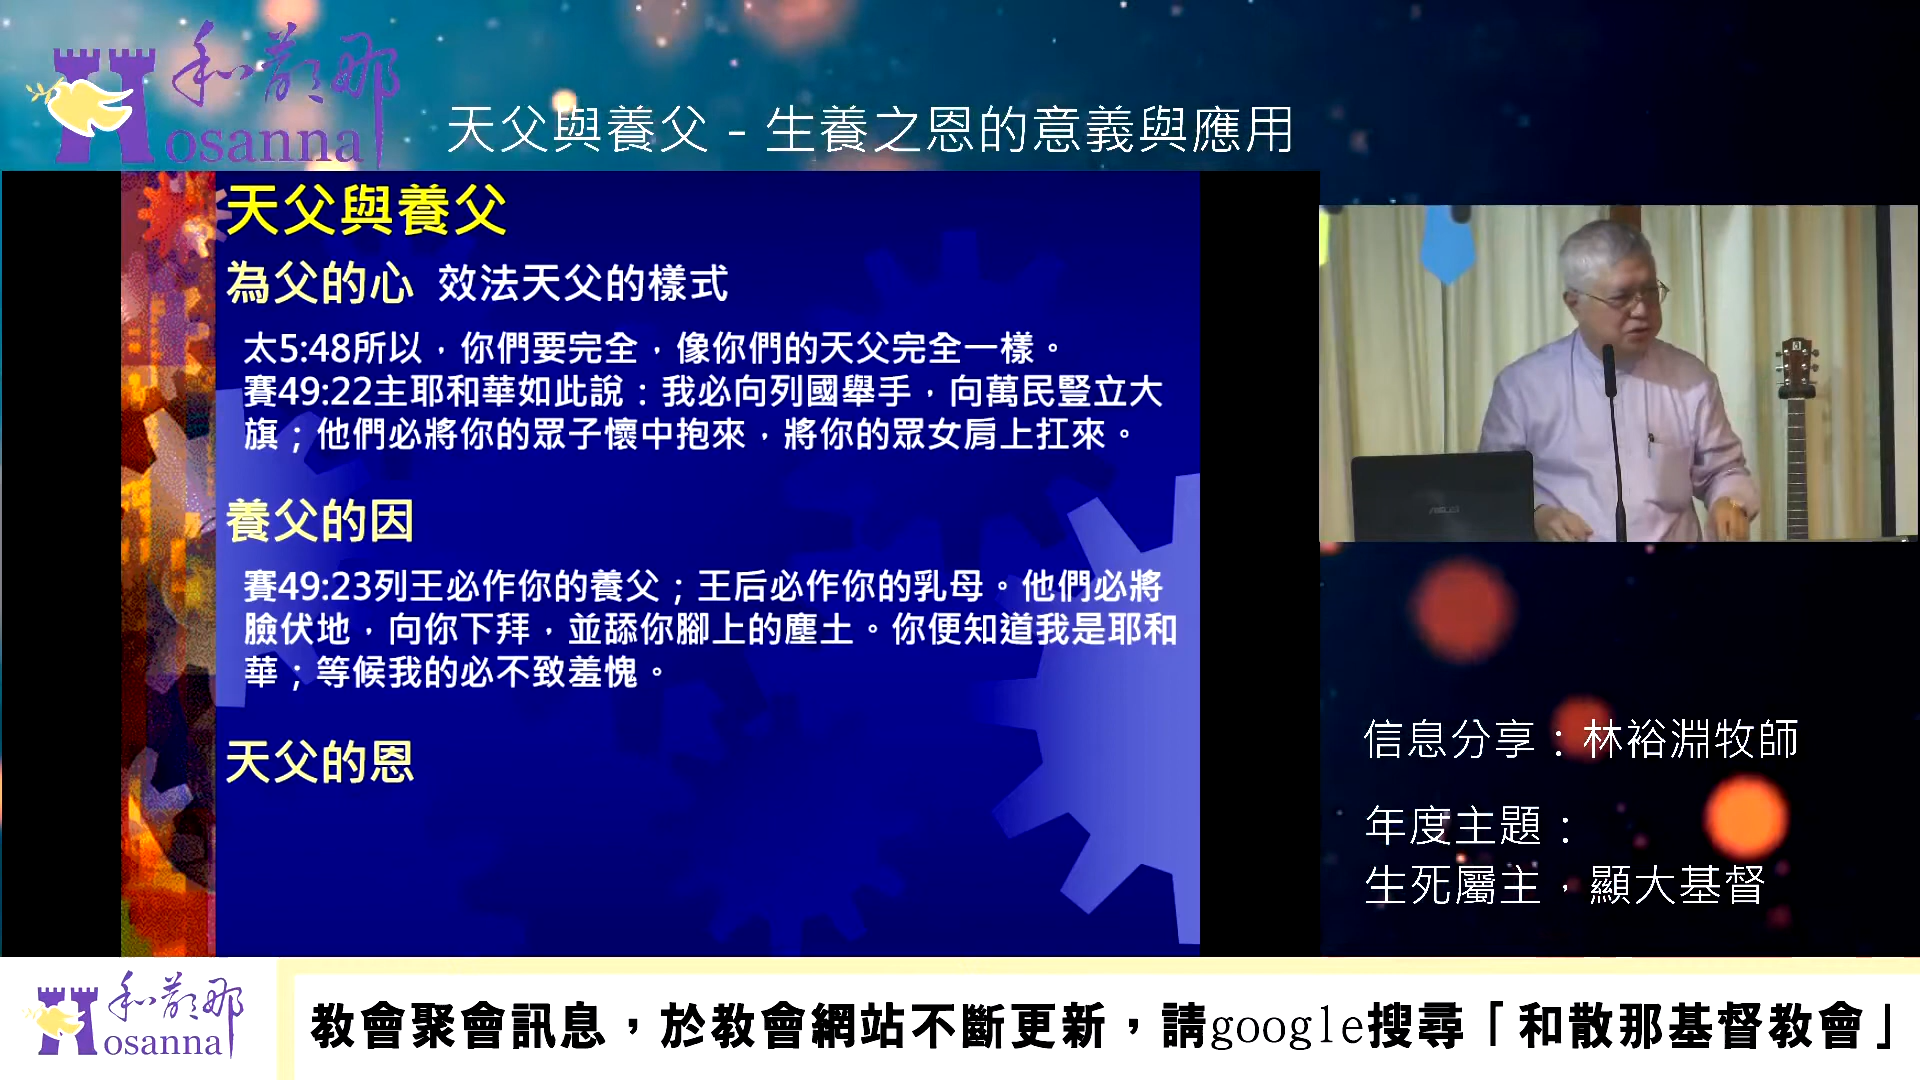 和散那
Hosanna
天父與養父 - 生養之恩的意義與應用
天父與養父
為父的心 效法天父的樣式
太5:48所以，你們要完全，像你們的天父完全一樣。
賽49:22主耶和華如此說：我必向列國舉手，向萬民豎立大
旗；他們必將你的眾子懷中抱來，將你的眾女肩上扛來。
養父的因
賽49:23列王必作你的養父；王后必作你的乳母。他們必將
臉伏地，向你下拜，並舔你腳上的塵土。你便知道我是耶和
華；等候我的必不致羞愧。
天父的恩
ASUS
信息分享：林裕淵牧師
年度主題：
生死屬主，顯大基督
和散那
Hosanna
教會聚會訊息，於教會網站不斷更新，請google搜尋「和散那基督教會」